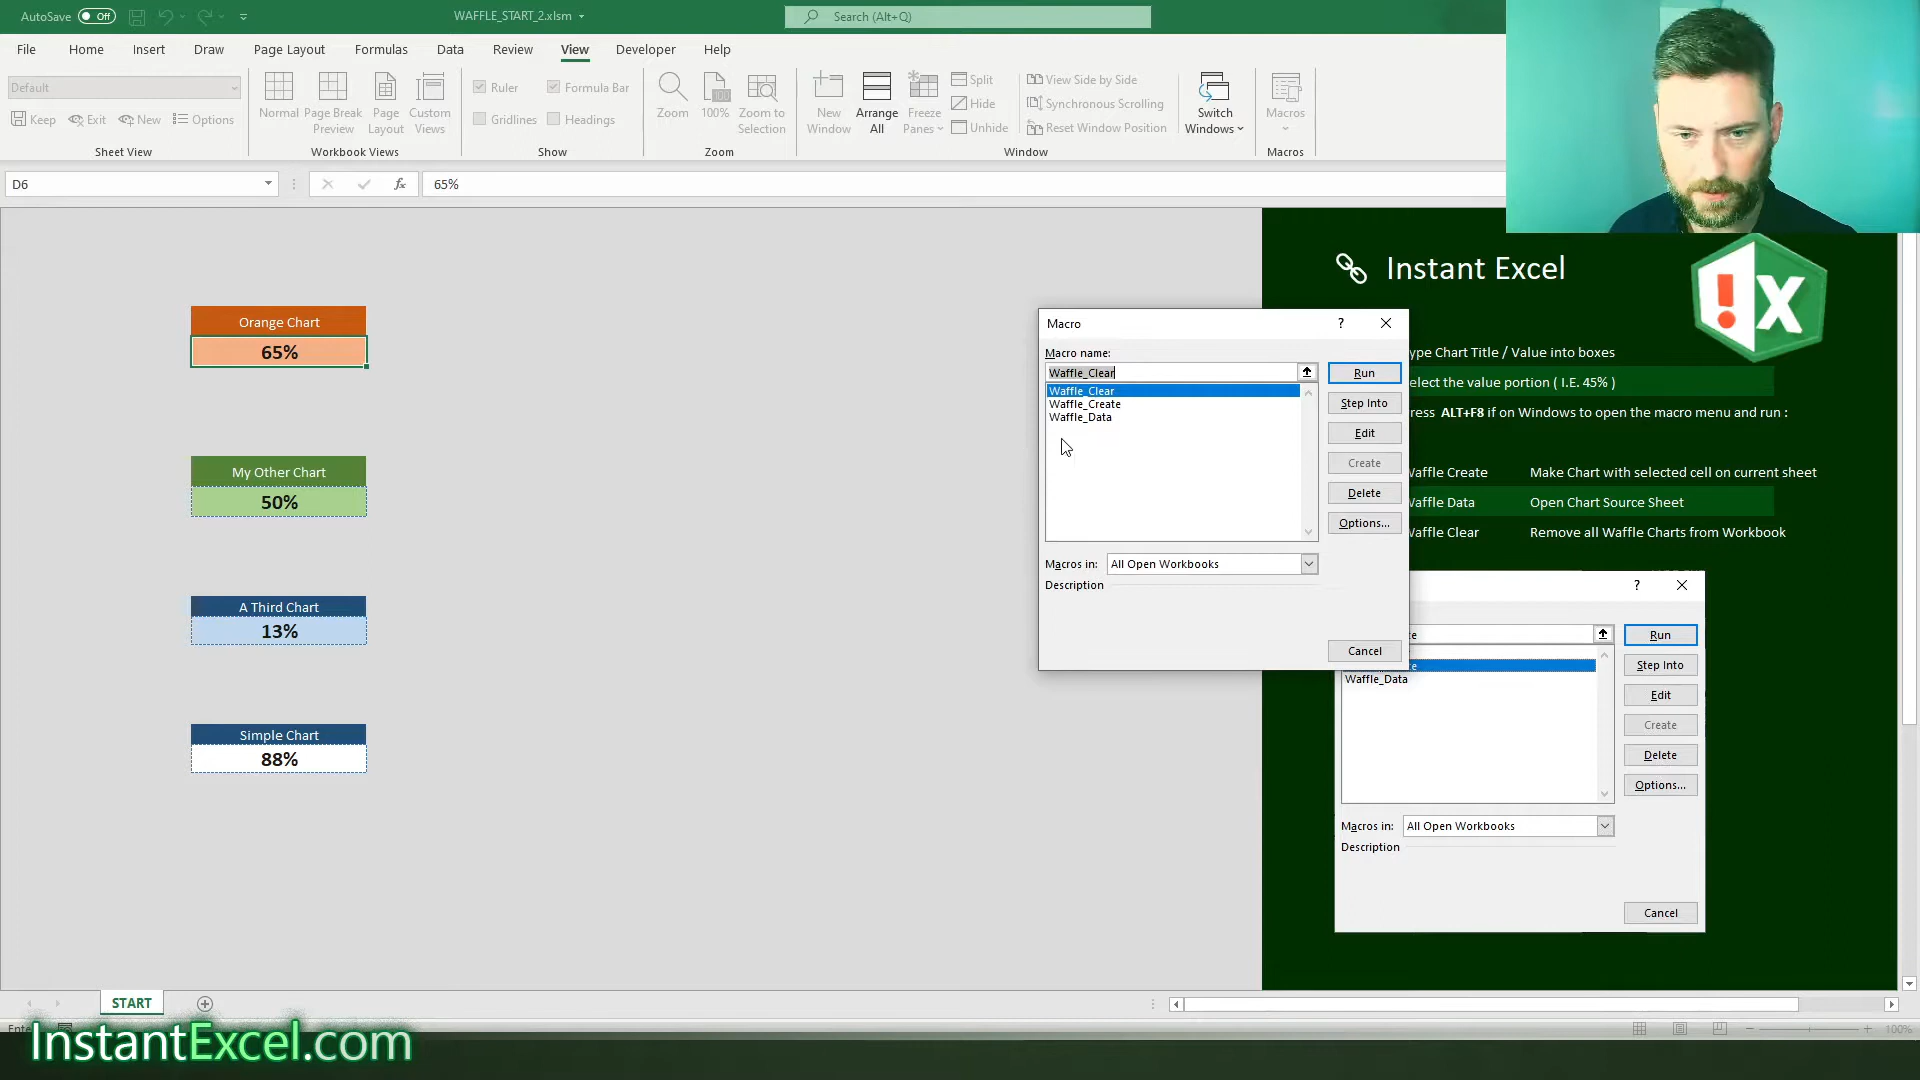 AutoSave Off
WAFFLE_START_2.xlsm
Search (Alt+Q)
File Home Insert Draw Page Layout Formulas Data Review View Developer Help
Default
Keep Exit New Options
Sheet View
Normal
Page Break Preview
Page Layout
Custom Views
Workbook Views
Ruler
Formula Bar
Gridlines
Headings
Show
Zoom
100
100%
Zoom to Selection
Zoom
New Window
Arrange All
Freeze Panes
Split
Hide
Unhide
View Side by Side
Synchronous Scrolling
Reset Window Position
Window
Switch Windows
Macros
Macros
D6
fx
65%
Orange Chart
65%
My Other Chart
50%
A Third Chart
13%
Simple Chart
88%
Macro
?
Macro name:
Waffle_Clear
Waffle_Clear
Waffle_Create
Waffle_Data
Run
Step Into
Edit
Create
Delete
Options...
Macros in: All Open Workbooks
Description
Cancel
Instant Excel
!X
ype Chart Title / Value into boxes
elect the value portion ( I.E. 45% )
ress ALT+F8 if on Windows to open the macro menu and run :
Waffle Create Make Chart with selected cell on current sheet
Waffle Data Open Chart Source Sheet
Waffle Clear Remove all Waffle Charts from Workbook
?
te
Run
te
Waffle_Data
Step Into
Edit
Create
Delete
Options...
Macros in: All Open Workbooks
Description
Cancel
START
Ente
100%
InstantExcel.com